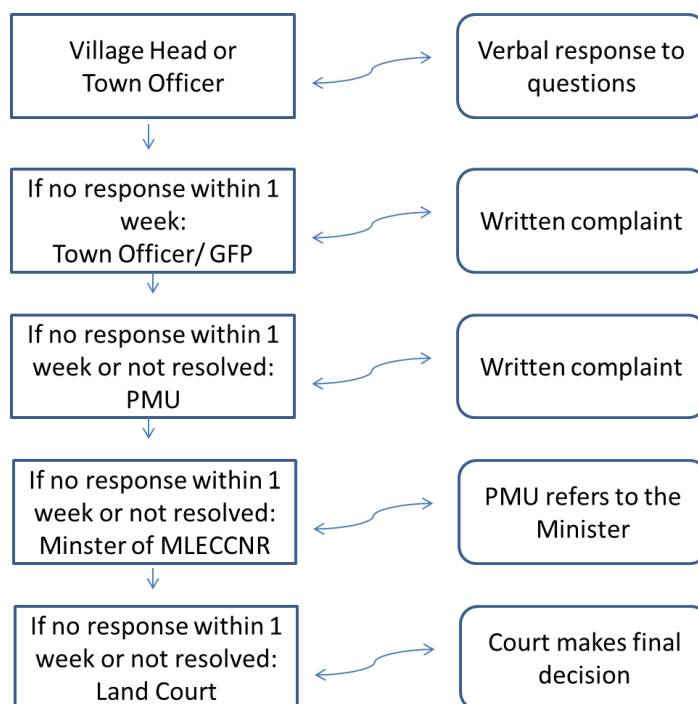 Village Head or
Town Officer
Verbal response to
questions
If no response within 1
week:
Town Officer/ GFP
Written complaint
If no response within 1
week or not resolved:
PMU
Written complaint
If no response within 1
week or not resolved:
Minster of MLECCNR
PMU refers to the
Minister
If no response within 1
week or not resolved:
Land Court
Court makes final
decision